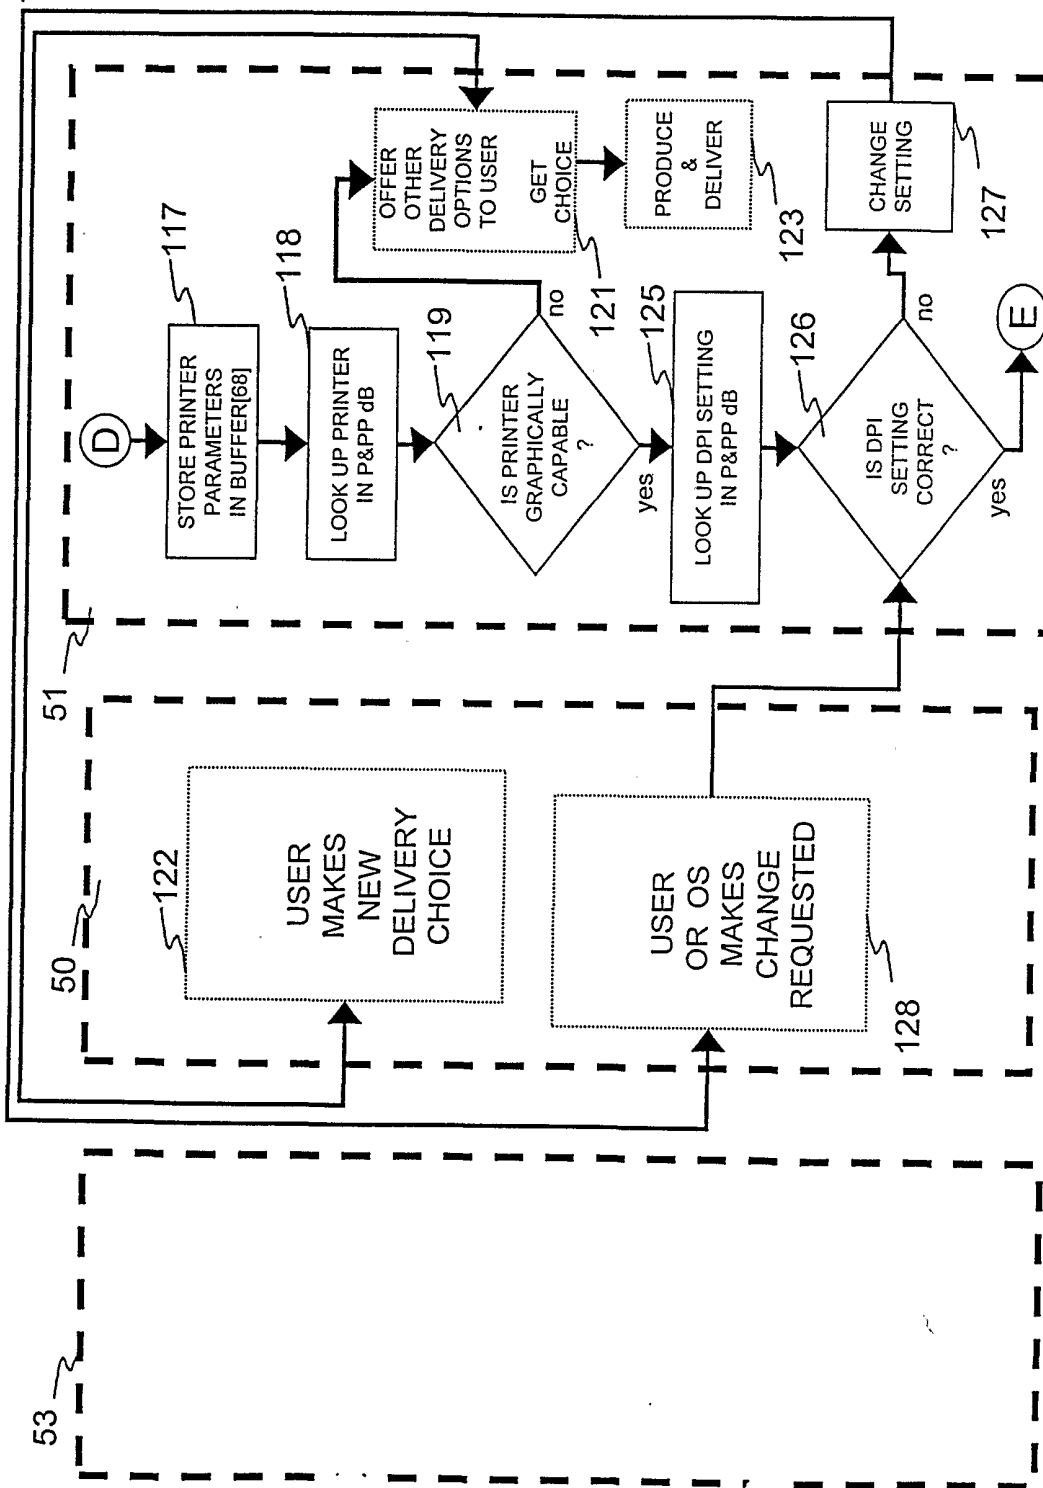 53
50
122
USER
MAKES
NEW
DELIVERY
CHOICE
USER
OR OS
MAKES
CHANGE
REQUESTED
128
51
D
117
STORE PRINTER
PARAMETERS
IN BUFFER[68]
118
LOOK UP PRINTER
IN P&PP dB
119
IS PRINTER
GRAPHICALLY
CAPABLE
?
no
yes
OFFER
OTHER
DELIVERY
OPTIONS
TO USER
GET
CHOICE
121
PRODUCE
&
DELIVER
123
125
LOOK UP DPI SETTING
IN P&PP dB
126
IS DPI
SETTING
CORRECT
?
no
yes
CHANGE
SETTING
127
E